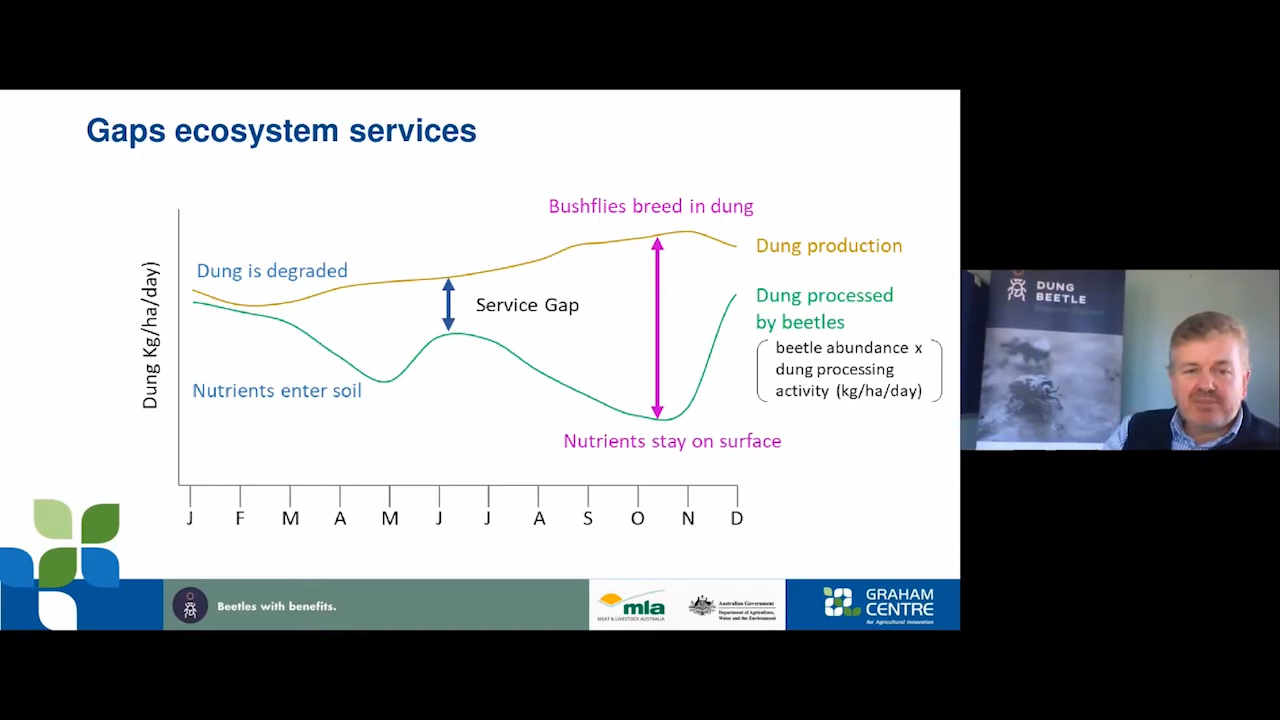 Gaps ecosystem services
Bushflies breed in dung
Dung production
Dung is degraded
Service Gap
Dung processed
by beetles
beetle abundance x
dung processing
activity (kg/ha/day)
Dung Kg/ha/day)
Nutrients enter soil
Nutrients stay on surface
J F M A M J J A S O N D
Beetles with benefits.
mla
MEAT & LIVESTOCK AUSTRALIA
Australian Government
Department of Agriculture,
Water and the Environment
GRAHAM
CENTRE
for Agricultural Innovation
DUNG
BEETLE